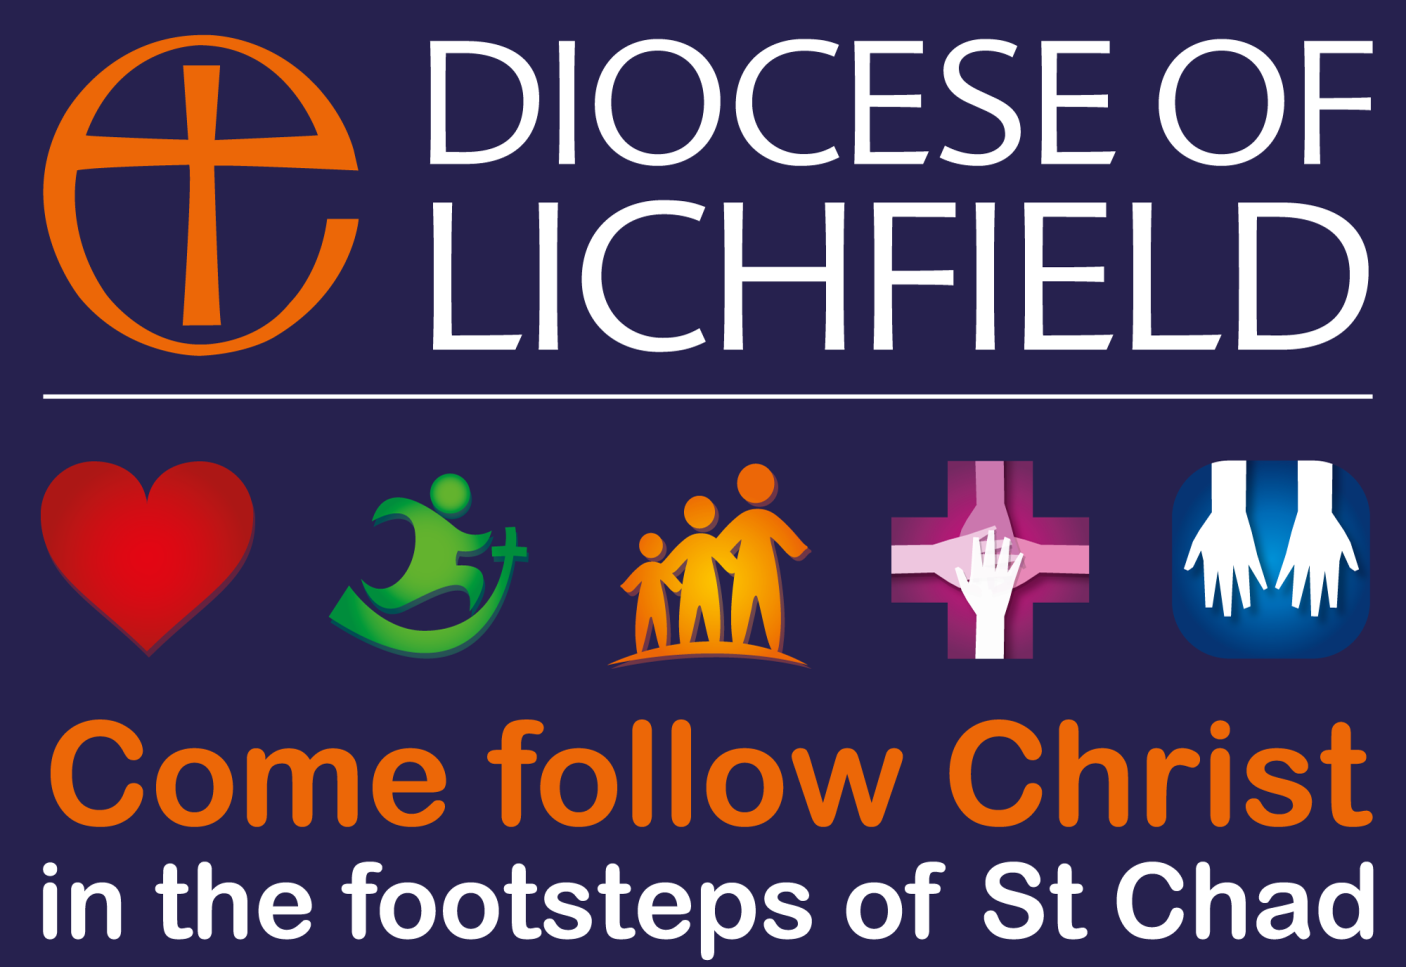 DIOCESE OF
LICHFIELD
Come follow Christ
in the footsteps of St Chad